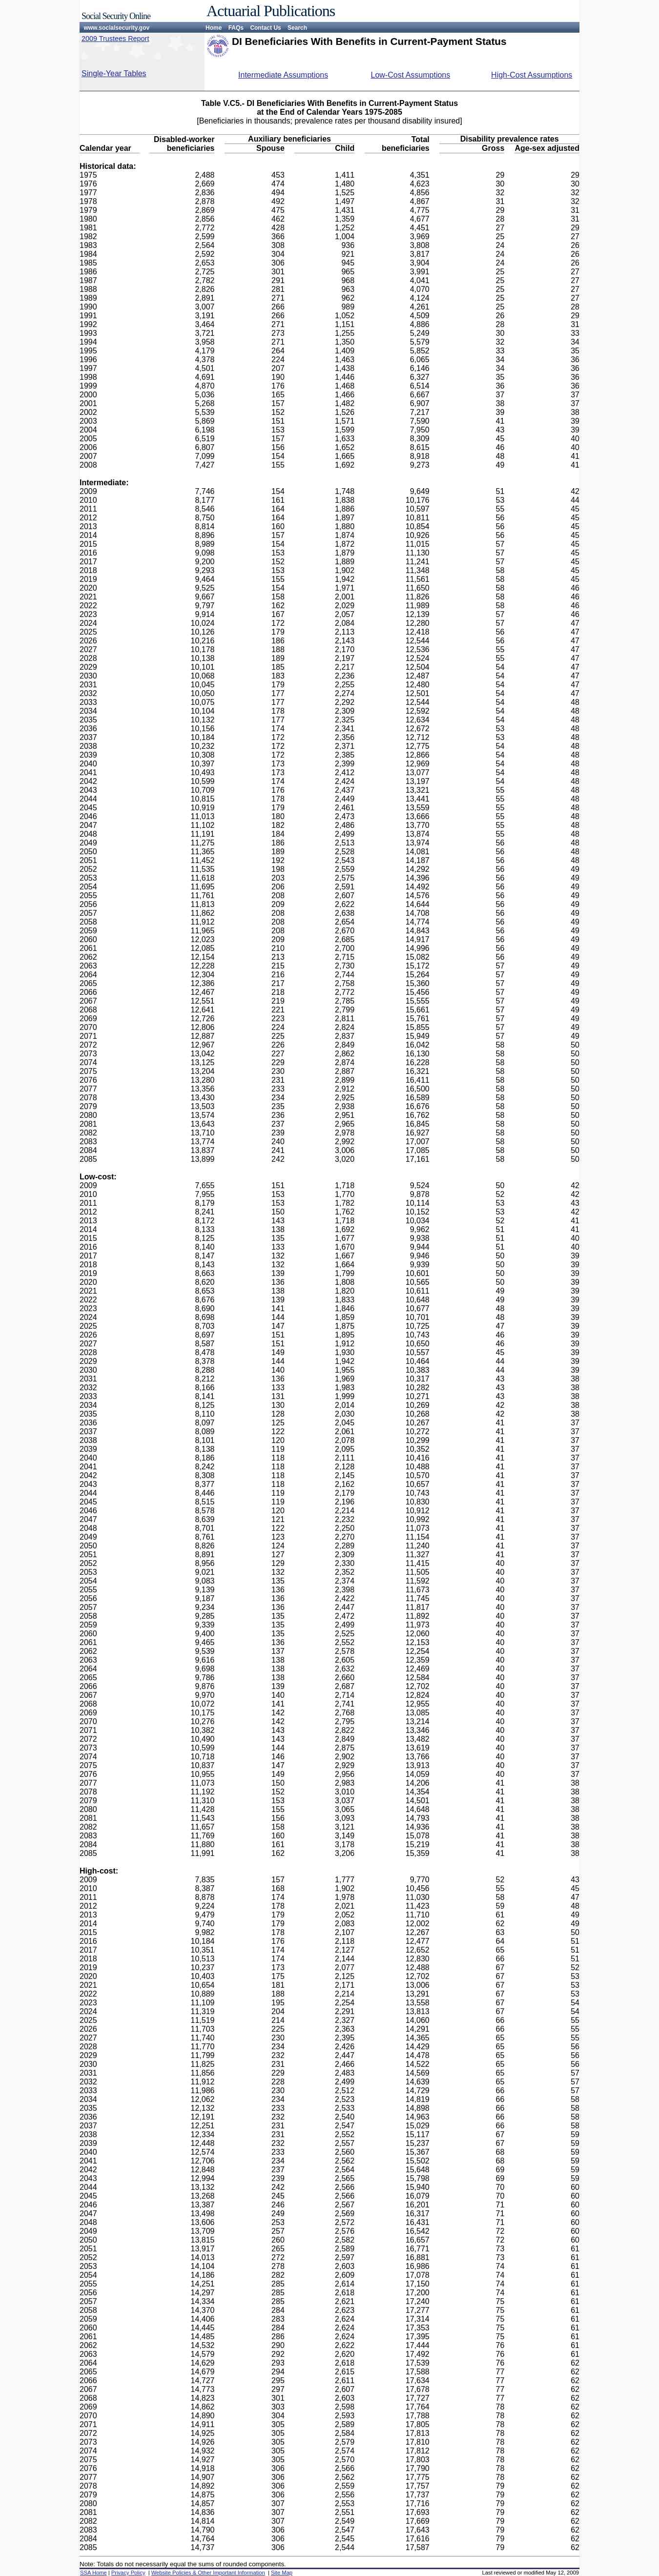 Social Security Online
Actuarial Publications
www.socialsecurity.gov Home FAQs Contact Us Search
2009 Trustees Report
DI Beneficiaries With Benefits in Current-Payment Status
Single-Year Tables
Intermediate Assumptions Low-Cost Assumptions High-Cost Assumptions
Table V.C5.- DI Beneficiaries With Benefits in Current-Payment Status
at the End of Calendar Years 1975-2085
[Beneficiaries in thousands; prevalence rates per thousand disability insured]
Disabled-worker Auxiliary beneficiaries Total Disability prevalence rates
Calendar year beneficiaries Spouse Child beneficiaries Gross Age-sex adjusted
Historical data:
1975 2,488 453 1,411 4,351 29 29
1976 2,669 474 1,480 4,623 30 30
1977 2,836 494 1,525 4,856 32 32
1978 2,878 492 1,497 4,867 31 32
1979 2,869 475 1,431 4,775 29 31
1980 2,856 462 1,359 4,677 28 31
1981 2,772 428 1,252 4,451 27 29
1982 2,599 366 1,004 3,969 25 27
1983 2,564 308 936 3,808 24 26
1984 2,592 304 921 3,817 24 26
1985 2,653 306 945 3,904 24 26
1986 2,725 301 965 3,991 25 27
1987 2,782 291 968 4,041 25 27
1988 2,826 281 963 4,070 25 27
1989 2,891 271 962 4,124 25 27
1990 3,007 266 989 4,261 25 28
1991 3,191 266 1,052 4,509 26 29
1992 3,464 271 1,151 4,886 28 31
1993 3,721 273 1,255 5,249 30 33
1994 3,958 271 1,350 5,579 32 34
1995 4,179 264 1,409 5,852 33 35
1996 4,378 224 1,463 6,065 34 36
1997 4,501 207 1,438 6,146 34 36
1998 4,691 190 1,446 6,327 35 36
1999 4,870 176 1,468 6,514 36 36
2000 5,036 165 1,466 6,667 37 37
2001 5,268 157 1,482 6,907 38 37
2002 5,539 152 1,526 7,217 39 38
2003 5,869 151 1,571 7,590 41 39
2004 6,198 153 1,599 7,950 43 39
2005 6,519 157 1,633 8,309 45 40
2006 6,807 156 1,652 8,615 46 40
2007 7,099 154 1,665 8,918 48 41
2008 7,427 155 1,692 9,273 49 41
Intermediate:
2009 7,746 154 1,748 9,649 51 42
2010 8,177 161 1,838 10,176 53 44
2011 8,546 164 1,886 10,597 55 45
2012 8,750 164 1,897 10,811 56 45
2013 8,814 160 1,880 10,854 56 45
2014 8,896 157 1,874 10,926 56 45
2015 8,989 154 1,872 11,015 57 45
2016 9,098 153 1,879 11,130 57 45
2017 9,200 152 1,889 11,241 57 45
2018 9,293 153 1,902 11,348 58 45
2019 9,464 155 1,942 11,561 58 45
2020 9,525 154 1,971 11,650 58 46
2021 9,667 158 2,001 11,826 58 46
2022 9,797 162 2,029 11,989 58 46
2023 9,914 167 2,057 12,139 57 46
2024 10,024 172 2,084 12,280 57 47
2025 10,126 179 2,113 12,418 56 47
2026 10,216 186 2,143 12,544 56 47
2027 10,178 188 2,170 12,536 55 47
2028 10,138 189 2,197 12,524 55 47
2029 10,101 185 2,217 12,504 54 47
2030 10,068 183 2,236 12,487 54 47
2031 10,045 179 2,255 12,480 54 47
2032 10,050 177 2,274 12,501 54 47
2033 10,075 177 2,292 12,544 54 48
2034 10,104 178 2,309 12,592 54 48
2035 10,132 177 2,325 12,634 54 48
2036 10,156 174 2,341 12,672 53 48
2037 10,184 172 2,356 12,712 53 48
2038 10,232 172 2,371 12,775 54 48
2039 10,308 172 2,385 12,866 54 48
2040 10,397 173 2,399 12,969 54 48
2041 10,493 173 2,412 13,077 54 48
2042 10,599 174 2,424 13,197 54 48
2043 10,709 176 2,437 13,321 55 48
2044 10,815 178 2,449 13,441 55 48
2045 10,919 179 2,461 13,559 55 48
2046 11,013 180 2,473 13,666 55 48
2047 11,102 182 2,486 13,770 55 48
2048 11,191 184 2,499 13,874 55 48
2049 11,275 186 2,513 13,974 56 48
2050 11,365 189 2,528 14,081 56 48
2051 11,452 192 2,543 14,187 56 48
2052 11,535 198 2,559 14,292 56 49
2053 11,618 203 2,575 14,396 56 49
2054 11,695 206 2,591 14,492 56 49
2055 11,761 208 2,607 14,576 56 49
2056 11,813 209 2,622 14,644 56 49
2057 11,862 208 2,638 14,708 56 49
2058 11,912 208 2,654 14,774 56 49
2059 11,965 208 2,670 14,843 56 49
2060 12,023 209 2,685 14,917 56 49
2061 12,085 210 2,700 14,996 56 49
2062 12,154 213 2,715 15,082 56 49
2063 12,228 215 2,730 15,172 57 49
2064 12,304 216 2,744 15,264 57 49
2065 12,386 217 2,758 15,360 57 49
2066 12,467 218 2,772 15,456 57 49
2067 12,551 219 2,785 15,555 57 49
2068 12,641 221 2,799 15,661 57 49
2069 12,726 223 2,811 15,761 57 49
2070 12,806 224 2,824 15,855 57 49
2071 12,887 225 2,837 15,949 57 49
2072 12,967 226 2,849 16,042 58 50
2073 13,042 227 2,862 16,130 58 50
2074 13,125 229 2,874 16,228 58 50
2075 13,204 230 2,887 16,321 58 50
2076 13,280 231 2,899 16,411 58 50
2077 13,356 233 2,912 16,500 58 50
2078 13,430 234 2,925 16,589 58 50
2079 13,503 235 2,938 16,676 58 50
2080 13,574 236 2,951 16,762 58 50
2081 13,643 237 2,965 16,845 58 50
2082 13,710 239 2,978 16,927 58 50
2083 13,774 240 2,992 17,007 58 50
2084 13,837 241 3,006 17,085 58 50
2085 13,899 242 3,020 17,161 58 50
Low-cost:
2009 7,655 151 1,718 9,524 50 42
2010 7,955 153 1,770 9,878 52 42
2011 8,179 153 1,782 10,114 53 43
2012 8,241 150 1,762 10,152 53 42
2013 8,172 143 1,718 10,034 52 41
2014 8,133 138 1,692 9,962 51 41
2015 8,125 135 1,677 9,938 51 40
2016 8,140 133 1,670 9,944 51 40
2017 8,147 132 1,667 9,946 50 39
2018 8,143 132 1,664 9,939 50 39
2019 8,663 139 1,799 10,601 50 39
2020 8,620 136 1,808 10,565 50 39
2021 8,653 138 1,820 10,611 49 39
2022 8,676 139 1,833 10,648 49 39
2023 8,690 141 1,846 10,677 48 39
2024 8,698 144 1,859 10,701 48 39
2025 8,703 147 1,875 10,725 47 39
2026 8,697 151 1,895 10,743 46 39
2027 8,587 151 1,912 10,650 46 39
2028 8,478 149 1,930 10,557 45 39
2029 8,378 144 1,942 10,464 44 39
2030 8,288 140 1,955 10,383 44 39
2031 8,212 136 1,969 10,317 43 38
2032 8,166 133 1,983 10,282 43 38
2033 8,141 131 1,999 10,271 43 38
2034 8,125 130 2,014 10,269 42 38
2035 8,110 128 2,030 10,268 42 38
2036 8,097 125 2,045 10,267 41 37
2037 8,089 122 2,061 10,272 41 37
2038 8,101 120 2,078 10,299 41 37
2039 8,138 119 2,095 10,352 41 37
2040 8,186 118 2,111 10,416 41 37
2041 8,242 118 2,128 10,488 41 37
2042 8,308 118 2,145 10,570 41 37
2043 8,377 118 2,162 10,657 41 37
2044 8,446 119 2,179 10,743 41 37
2045 8,515 119 2,196 10,830 41 37
2046 8,578 120 2,214 10,912 41 37
2047 8,639 121 2,232 10,992 41 37
2048 8,701 122 2,250 11,073 41 37
2049 8,761 123 2,270 11,154 41 37
2050 8,826 124 2,289 11,240 41 37
2051 8,891 127 2,309 11,327 41 37
2052 8,956 129 2,330 11,415 40 37
2053 9,021 132 2,352 11,505 40 37
2054 9,083 135 2,374 11,592 40 37
2055 9,139 136 2,398 11,673 40 37
2056 9,187 136 2,422 11,745 40 37
2057 9,234 136 2,447 11,817 40 37
2058 9,285 135 2,472 11,892 40 37
2059 9,339 135 2,499 11,973 40 37
2060 9,400 135 2,525 12,060 40 37
2061 9,465 136 2,552 12,153 40 37
2062 9,539 137 2,578 12,254 40 37
2063 9,616 138 2,605 12,359 40 37
2064 9,698 138 2,632 12,469 40 37
2065 9,786 138 2,660 12,584 40 37
2066 9,876 139 2,687 12,702 40 37
2067 9,970 140 2,714 12,824 40 37
2068 10,072 141 2,741 12,955 40 37
2069 10,175 142 2,768 13,085 40 37
2070 10,276 142 2,795 13,214 40 37
2071 10,382 143 2,822 13,346 40 37
2072 10,490 143 2,849 13,482 40 37
2073 10,599 144 2,875 13,619 40 37
2074 10,718 146 2,902 13,766 40 37
2075 10,837 147 2,929 13,913 40 37
2076 10,955 149 2,956 14,059 40 37
2077 11,073 150 2,983 14,206 41 38
2078 11,192 152 3,010 14,354 41 38
2079 11,310 153 3,037 14,501 41 38
2080 11,428 155 3,065 14,648 41 38
2081 11,543 156 3,093 14,793 41 38
2082 11,657 158 3,121 14,936 41 38
2083 11,769 160 3,149 15,078 41 38
2084 11,880 161 3,178 15,219 41 38
2085 11,991 162 3,206 15,359 41 38
High-cost:
2009 7,835 157 1,777 9,770 52 43
2010 8,387 168 1,902 10,456 55 45
2011 8,878 174 1,978 11,030 58 47
2012 9,224 178 2,021 11,423 59 48
2013 9,479 179 2,052 11,710 61 49
2014 9,740 179 2,083 12,002 62 49
2015 9,982 178 2,107 12,267 63 50
2016 10,184 176 2,118 12,477 64 51
2017 10,351 174 2,127 12,652 65 51
2018 10,513 174 2,144 12,830 66 51
2019 10,237 173 2,077 12,488 67 52
2020 10,403 175 2,125 12,702 67 53
2021 10,654 181 2,171 13,006 67 53
2022 10,889 188 2,214 13,291 67 53
2023 11,109 195 2,254 13,558 67 54
2024 11,319 204 2,291 13,813 67 54
2025 11,519 214 2,327 14,060 66 55
2026 11,703 225 2,363 14,291 66 55
2027 11,740 230 2,395 14,365 65 55
2028 11,770 234 2,426 14,429 65 56
2029 11,799 232 2,447 14,478 65 56
2030 11,825 231 2,466 14,522 65 56
2031 11,856 229 2,483 14,569 65 57
2032 11,912 228 2,499 14,639 65 57
2033 11,986 230 2,512 14,729 66 57
2034 12,062 234 2,523 14,819 66 58
2035 12,132 233 2,533 14,898 66 58
2036 12,191 232 2,540 14,963 66 58
2037 12,251 231 2,547 15,029 66 58
2038 12,334 231 2,552 15,117 67 59
2039 12,448 232 2,557 15,237 67 59
2040 12,574 233 2,560 15,367 68 59
2041 12,706 234 2,562 15,502 68 59
2042 12,848 237 2,564 15,648 69 59
2043 12,994 239 2,565 15,798 69 59
2044 13,132 242 2,566 15,940 70 60
2045 13,268 245 2,566 16,079 70 60
2046 13,387 246 2,567 16,201 71 60
2047 13,498 249 2,569 16,317 71 60
2048 13,606 253 2,572 16,431 71 60
2049 13,709 257 2,576 16,542 72 60
2050 13,815 260 2,582 16,657 72 60
2051 13,917 265 2,589 16,771 73 61
2052 14,013 272 2,597 16,881 73 61
2053 14,104 278 2,603 16,986 74 61
2054 14,186 282 2,609 17,078 74 61
2055 14,251 285 2,614 17,150 74 61
2056 14,297 285 2,618 17,200 74 61
2057 14,334 285 2,621 17,240 75 61
2058 14,370 284 2,623 17,277 75 61
2059 14,406 283 2,624 17,314 75 61
2060 14,445 284 2,624 17,353 75 61
2061 14,485 286 2,624 17,395 75 61
2062 14,532 290 2,622 17,444 76 61
2063 14,579 292 2,620 17,492 76 61
2064 14,629 293 2,618 17,539 76 62
2065 14,679 294 2,615 17,588 77 62
2066 14,727 295 2,611 17,634 77 62
2067 14,773 297 2,607 17,678 77 62
2068 14,823 301 2,603 17,727 77 62
2069 14,862 303 2,598 17,764 78 62
2070 14,890 304 2,593 17,788 78 62
2071 14,911 305 2,589 17,805 78 62
2072 14,925 305 2,584 17,813 78 62
2073 14,926 305 2,579 17,810 78 62
2074 14,932 305 2,574 17,812 78 62
2075 14,927 305 2,570 17,803 78 62
2076 14,918 306 2,566 17,790 78 62
2077 14,907 306 2,562 17,775 78 62
2078 14,892 306 2,559 17,757 79 62
2079 14,875 306 2,556 17,737 79 62
2080 14,857 307 2,553 17,716 79 62
2081 14,836 307 2,551 17,693 79 62
2082 14,814 307 2,549 17,669 79 62
2083 14,790 306 2,547 17,643 79 62
2084 14,764 306 2,545 17,616 79 62
2085 14,737 306 2,544 17,587 79 62
Note: Totals do not necessarily equal the sums of rounded components.
SSA Home | Privacy Policy | Website Policies & Other Important Information | Site Map Last reviewed or modified May 12, 2009